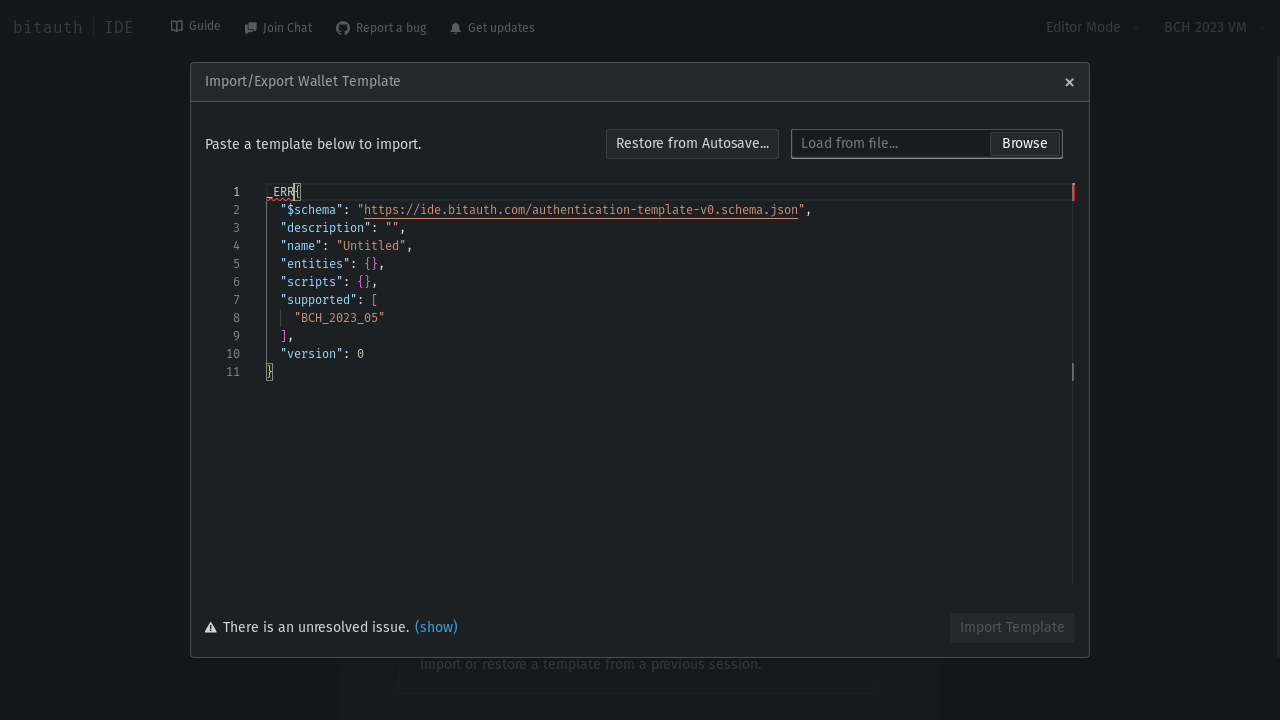 bitauth | IDE
Guide
Join Chat
Report a bug
Get updates
Editor Mode
BCH 2023 VM
Import/Export Wallet Template
Paste a template below to import.
Restore from Autosave...
Load from file...
Browse
1 _ERR{
2 "$schema": "https://ide.bitauth.com/authentication-template-v0.schema.json",
3 "description": "",
4 "name": "Untitled",
5 "entities": {},
6 "scripts": {},
7 "supported": [
8 "BCH_2023_05"
9 ],
10 "version": 0
11 }
There is an unresolved issue. (show)
Import Template
Import or restore a template from a previous session.